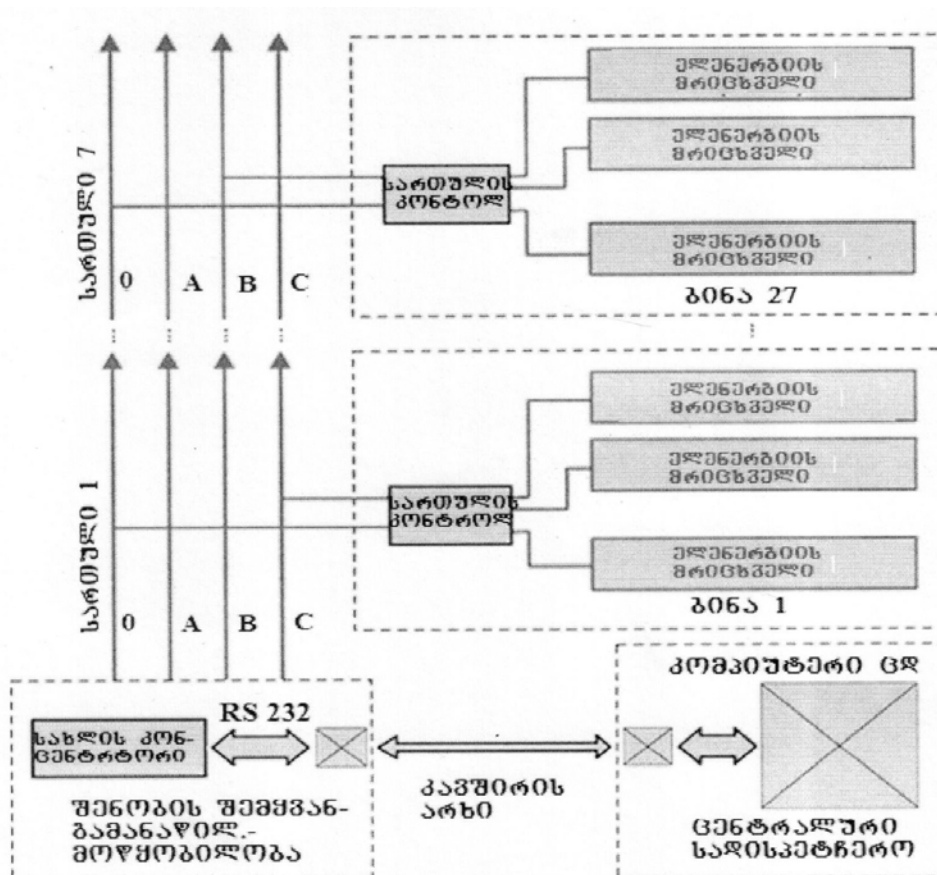 სართული 7
0 A B C
ელენერგიის
მრიცხველი
ელენერგიის
მრიცხველი
სართულის
კონტოლ
ელენერგიის
მრიცხველი
ბინა 27
სართული 1
0 A B C
ელენერგიის
მრიცხველი
ელენერგიის
მრიცხველი
სართულის
კონტროლ
ელენერგიის
მრიცხველი
ბინა 1
სახლის კონ-
ცენტრტორი
RS 232
შენობის შემყვან-
გამანაწილ.-
მოწყობილობა
კავშირის
არხი
კომპიუტერი ცდ
ცენტრალური
სადისპეტჩერო